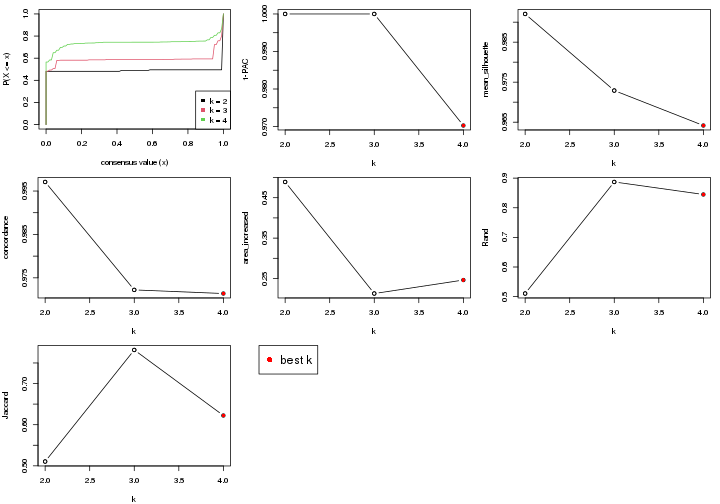 P(X <= x)
0.0 0.2 0.4 0.6 0.8 1.0
0.0 0.2 0.4 0.6 0.8 1.0
consensus value (x)
k = 2
k = 3
k = 4
1-PAC
0.970 0.980 0.990 1.000
2.0 2.5 3.0 3.5 4.0
k
mean_silhouette
0.965 0.975 0.985
2.0 2.5 3.0 3.5 4.0
k
concordance
0.975 0.985 0.995
2.0 2.5 3.0 3.5 4.0
k
area_increased
0.25 0.35 0.45
2.0 2.5 3.0 3.5 4.0
k
Rand
0.5 0.6 0.7 0.8 0.9
2.0 2.5 3.0 3.5 4.0
k
Jaccard
0.50 0.60 0.70
2.0 2.5 3.0 3.5 4.0
k
best k